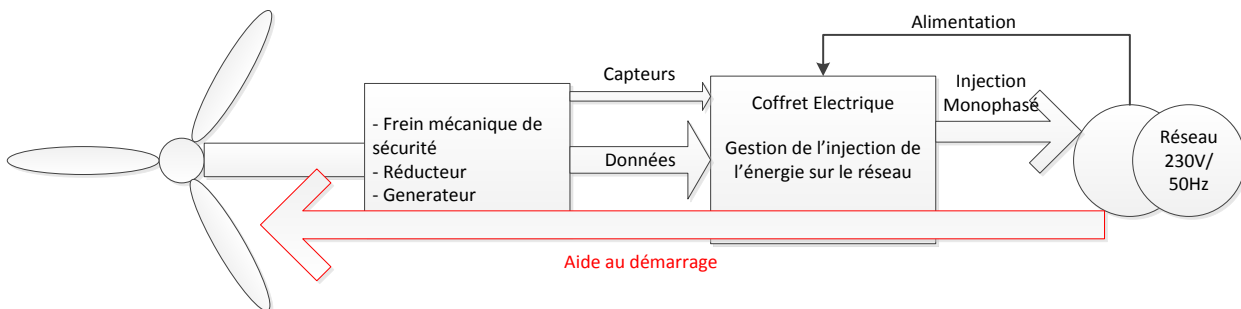 Alimentation
Capteurs
Injection
Monophasé
Coffret Electrique
- Frein mécanique de
sécurité
- Réducteur
- Generateur
Données
Gestion de l'injection de
l'énergie sur le réseau
Réseau
230V/
50Hz
Aide au démarrage